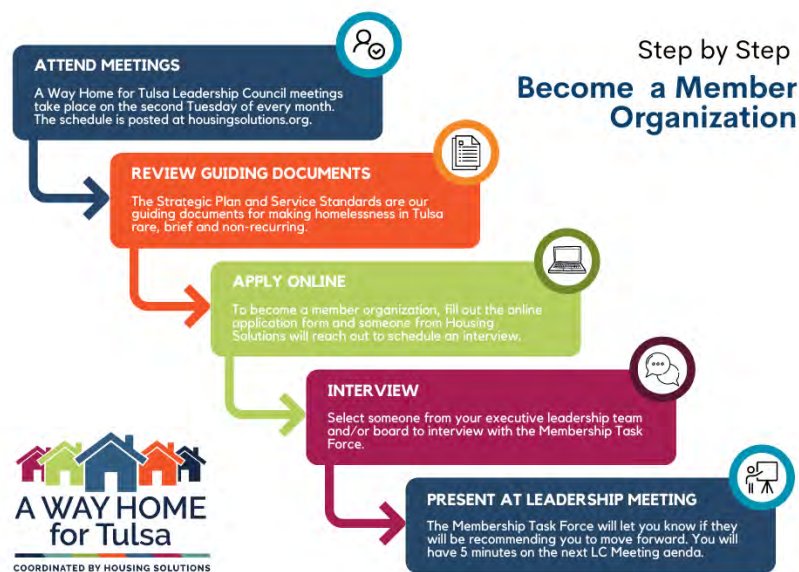 Step by Step
Become a Member
Organization
ATTEND MEETINGS
A Way Home for Tulsa Leadership Council meetings
take place on the second Tuesday of every month.
The schedule is posted at housingsolutions.org.
REVIEW GUIDING DOCUMENTS
The Strategic Plan and Service Standards are our
guiding documents for making homelessness in Tulsa
rare, brief and non-recurring.
APPLY ONLINE
To become a member organization, fill out the online
application form and someone from Housing
Solutions will reach out to schedule an interview.
INTERVIEW
Select someone from your executive leadership team
and/or board to interview with the Membership Task
Force.
PRESENT AT LEADERSHIP MEETING
The Membership Task Force will let you know if they
will be recommending you to move forward. You will
have 5 minutes on the next LC Meeting aenda.
A WAY HOME
for Tulsa
COORDINATED BY HOUSING SOLUTIONS